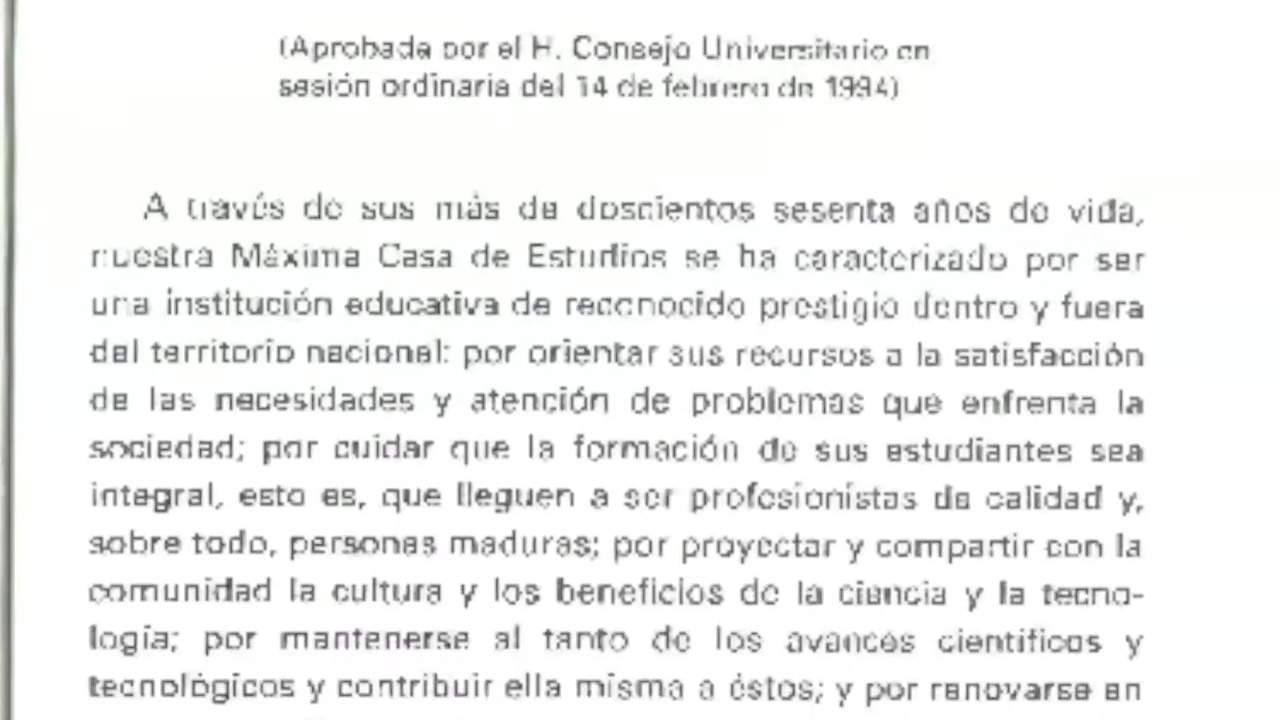 (Aprobada por el H. Consejo Universitario en
sesión ordinaria del 14 de febrero de 1994)
A través de sus más de doscientos sesenta años de vida,
nuestra Máxima Casa de Estudios se ha caracterizado por ser
una institución educativa de reconocido prestigio dentro y fuera
del territorio nacional: por orientar sus recursos a la satisfacción
de las necesidades y atención de problemas que enfrenta la
sociedad; por cuidar que la formación de sus estudiantes sea
integral, esto es, que lleguen a ser profesionistas de calidad y,
sobre todo, personas maduras; por proyectar y compartir con la
comunidad la cultura y los beneficios de la ciencia y la tecno-
logía; por mantenerse al tanto de los avances científicos y
tecnológicos y contribuir ella misma a éstos; y por renovarse en